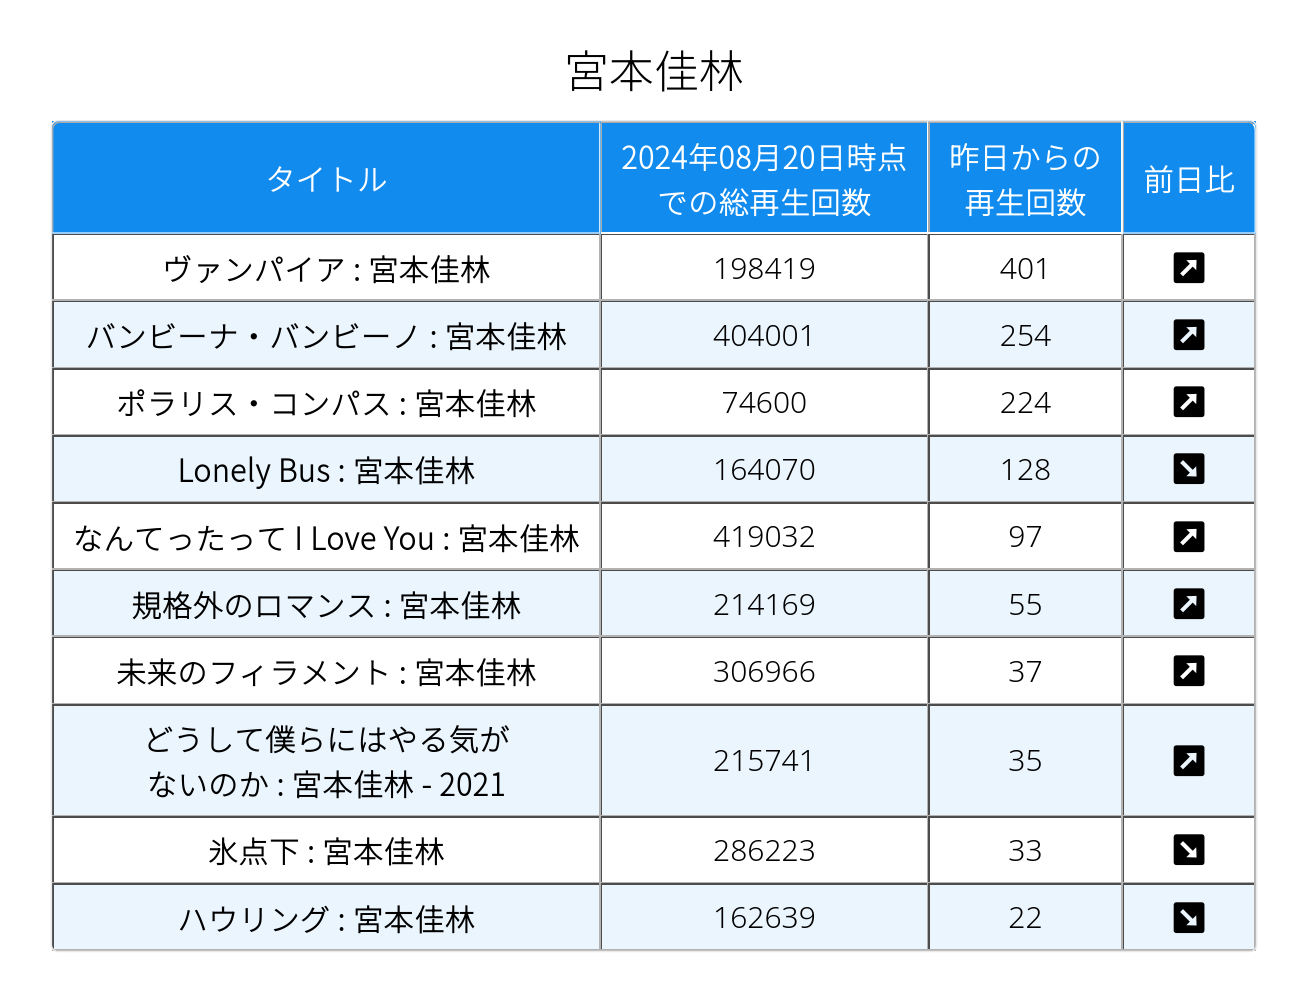 宮本佳林
タイトル
2024年08月20日時点
での総再生回数
昨日からの
再生回数
前日比
ヴァンパイア : 宮本佳林 198419 401 ↗
バンビーナ・バンビーノ : 宮本佳林 404001 254 ↗
ポラリス・コンパス : 宮本佳林 74600 224 ↗
Lonely Bus : 宮本佳林 164070 128 ↘
なんてったって I Love You : 宮本佳林 419032 97 ↗
規格外のロマンス : 宮本佳林 214169 55 ↗
未来のフィラメント : 宮本佳林 306966 37 ↗
どうして僕らにはやる気が
ないのか : 宮本佳林 - 2021 215741 35 ↗
氷点下 : 宮本佳林 286223 33 ↘
ハウリング : 宮本佳林 162639 22 ↘